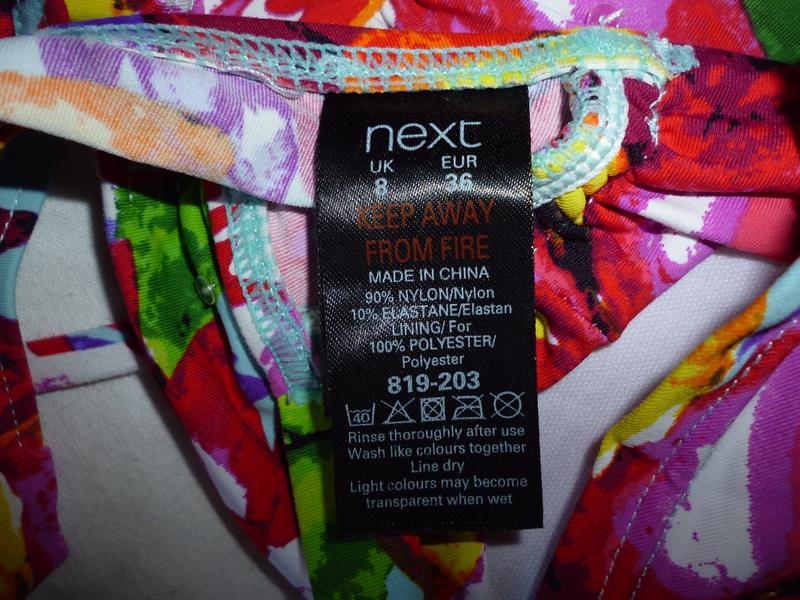 next
UK EUR
8 36
KEEP AWAY
FROM FIRE
MADE IN CHINA
90% NYLON/Nylon
10% ELASTANE/Elastan
LINING/ For
100% POLYESTER/
Polyester
819-203
40
Rinse thoroughly after use
Wash like colours together
Line dry
Light colours may become
transparent when wet